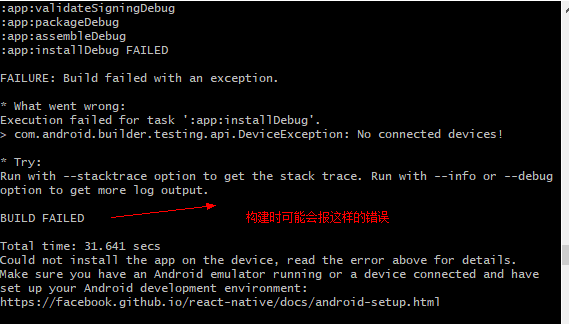 :app:validateSigningDebug
:app:packageDebug
:app:assembleDebug
:app:installDebug FAILED
FAILURE: Build failed with an exception.
* What went wrong:
Execution failed for task ':app:installDebug'.
> com.android.builder.testing.api.DeviceException: No connected devices!
* Try:
Run with --stacktrace option to get the stack trace. Run with --info or --debug
option to get more log output.
BUILD FAILED 构建时可能会报这样的错误
Total time: 31.641 secs
Could not install the app on the device, read the error above for details.
Make sure you have an Android emulator running or a device connected and have
set up your Android development environment:
https://facebook.github.io/react-native/docs/android-setup.html